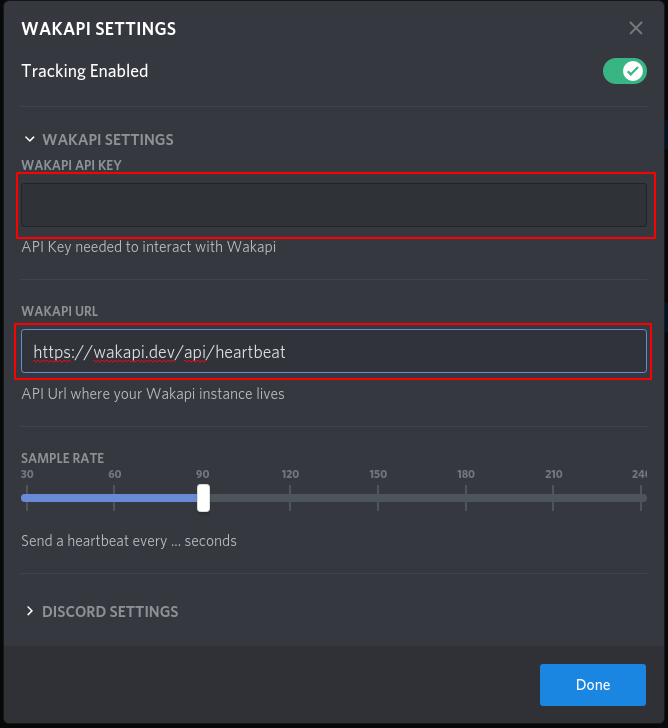 WAKAPI SETTINGS
Tracking Enabled
WAKAPI SETTINGS
WAKAPI API KEY
API Key needed to interact with Wakapi
WAKAPI URL
https://wakapi.dev/api/heartbeat
API Url where your Wakapi instance lives
SAMPLE RATE
30 60 90 120 150 180 210 240
Send a heartbeat every ... seconds
DISCORD SETTINGS
Done